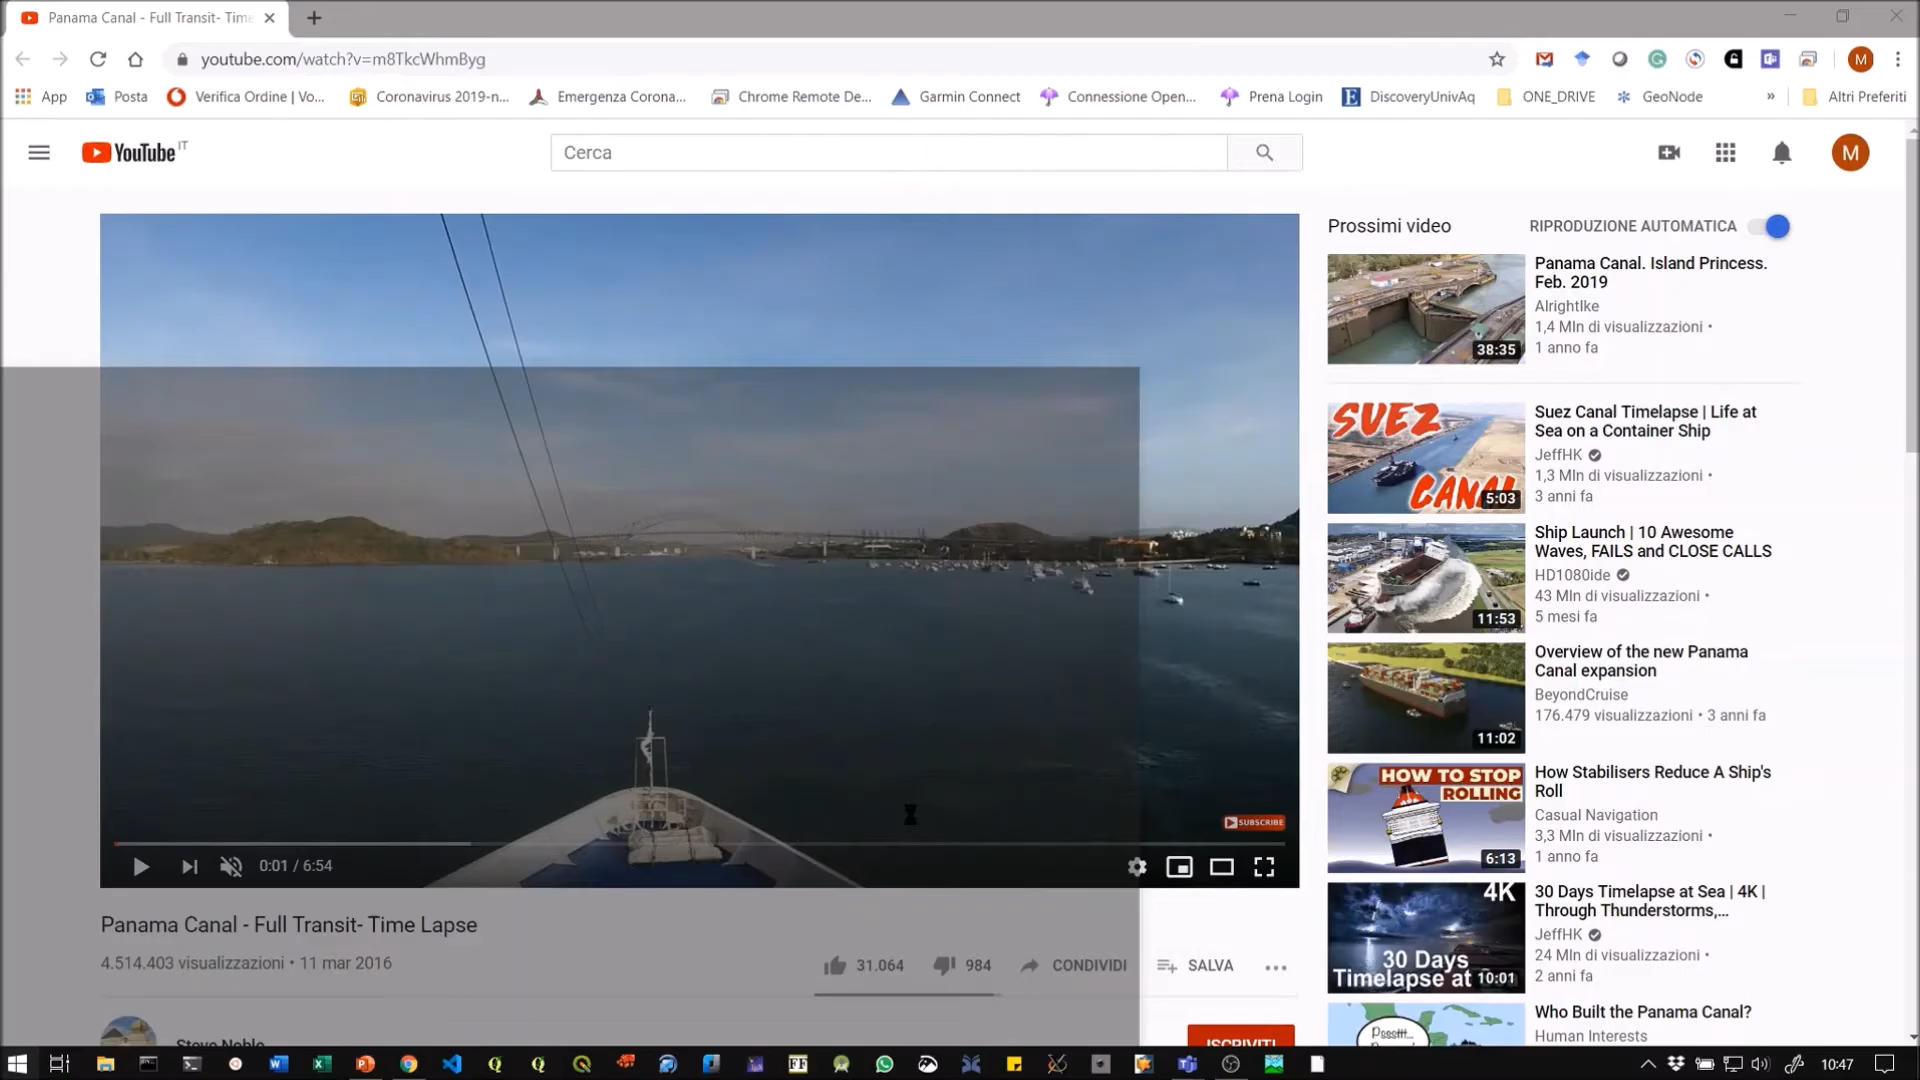 Panama Canal - Full Transit- Time
youtube.com/watch?v=m8TkcWhmByg
App
Posta
Verifica Ordine | Vo...
Coronavirus 2019-n...
Emergenza Corona...
Chrome Remote De...
Garmin Connect
Connessione Open...
Prena Login
DiscoveryUnivAq
ONE_DRIVE
GeoNode
»
Altri Preferiti
M
YouTube IT
Cerca
M
Prossimi video
RIPRODUZIONE AUTOMATICA
38:35
Panama Canal. Island Princess.
Feb. 2019
AlrightIke
1,4 Mln di visualizzazioni •
1 anno fa
SUEZ
CANAL
5:03
Suez Canal Timelapse | Life at
Sea on a Container Ship
JeffHK
1,3 Mln di visualizzazioni •
3 anni fa
11:53
Ship Launch | 10 Awesome
Waves, FAILS and CLOSE CALLS
HD1080ide
43 Mln di visualizzazioni •
5 mesi fa
11:02
Overview of the new Panama
Canal expansion
BeyondCruise
176.479 visualizzazioni • 3 anni fa
HOW TO STOP
ROLLING
6:13
How Stabilisers Reduce A Ship's
Roll
Casual Navigation
3,3 Mln di visualizzazioni •
1 anno fa
4K
30 Days
Timelapse at
10:01
30 Days Timelapse at Sea | 4K |
Through Thunderstorms,...
JeffHK
24 Mln di visualizzazioni •
2 anni fa
Psssttt...
Who Built the Panama Canal?
Human Interests
SUBSCRIBE
0:01 / 6:54
Panama Canal - Full Transit- Time Lapse
4.514.403 visualizzazioni • 11 mar 2016
31.064
984
CONDIVIDI
SALVA
Steve Noble
ISCRIVITI
FF
10:47